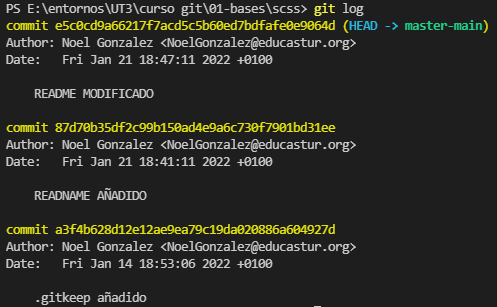 PS E:\entornos\UT3\curso git\01-bases\scss> git log
commit e5c0cd9a66217f7acd5c5b60ed7bdfafe0e9064d (HEAD -> master-main)
Author: Noel Gonzalez <NoelGonzalez@educastur.org>
Date:   Fri Jan 21 18:47:11 2022 +0100
README MODIFICADO
commit 87d70b35df2c99b150ad4e9a6c730f7901bd31ee
Author: Noel Gonzalez <NoelGonzalez@educastur.org>
Date:   Fri Jan 21 18:41:11 2022 +0100
READNAME AÑADIDO
commit a3f4b628d12e12ae9ea79c19da020886a604927d
Author: Noel Gonzalez <NoelGonzalez@educastur.org>
Date:   Fri Jan 14 18:53:06 2022 +0100
.gitkeep añadido